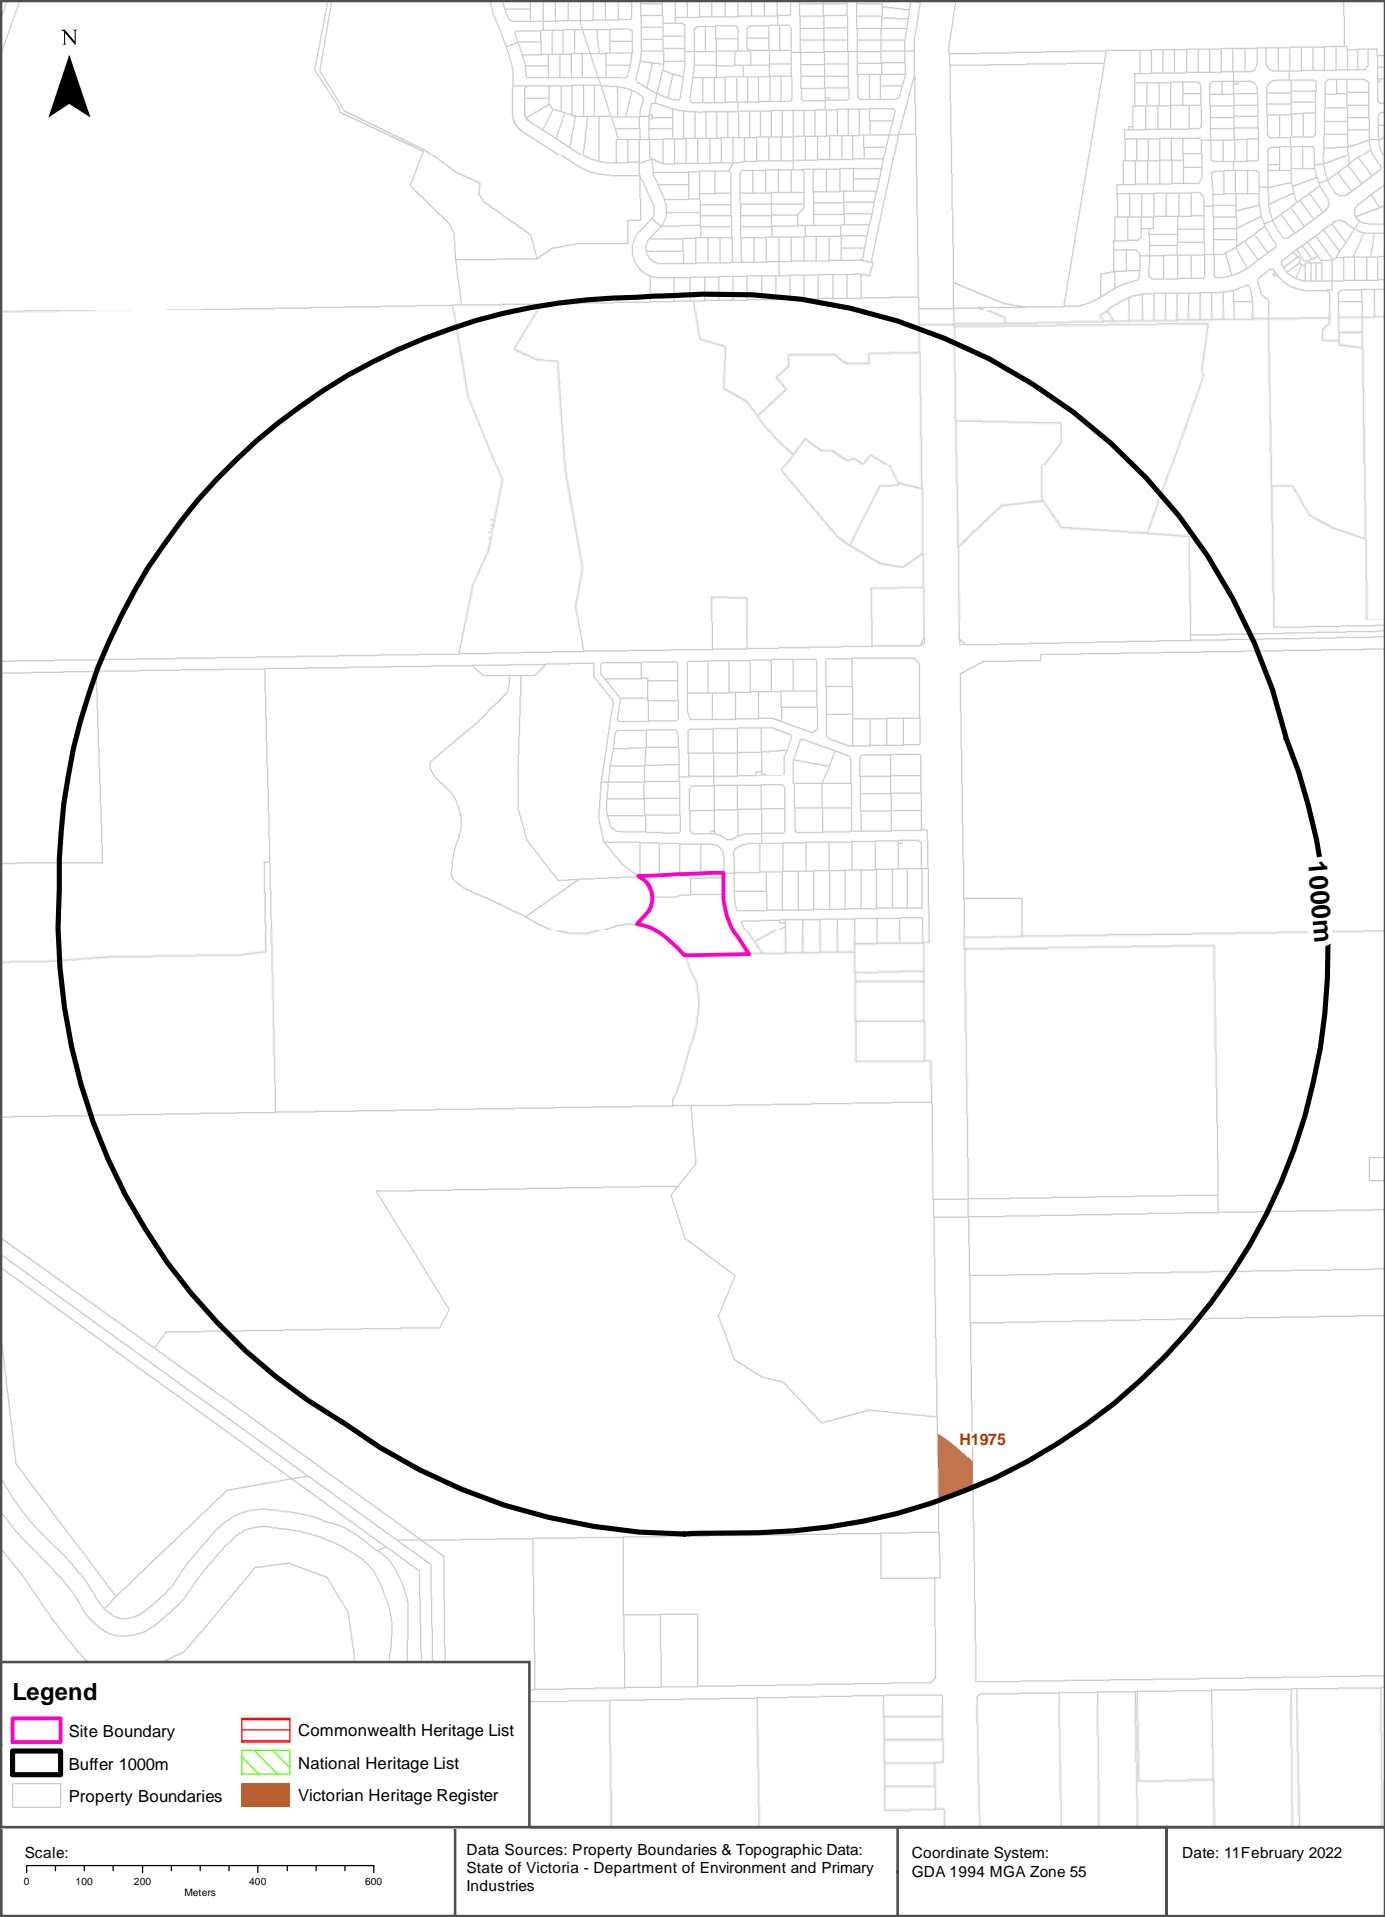 N
1000m
H1975
Legend
Site Boundary
Buffer 1000m
Property Boundaries
Commonwealth Heritage List
National Heritage List
Victorian Heritage Register
Scale:
0 100 200 400 600
Meters
Data Sources: Property Boundaries & Topographic Data:
State of Victoria - Department of Environment and Primary
Industries
Coordinate System:
GDA 1994 MGA Zone 55
Date: 11February 2022